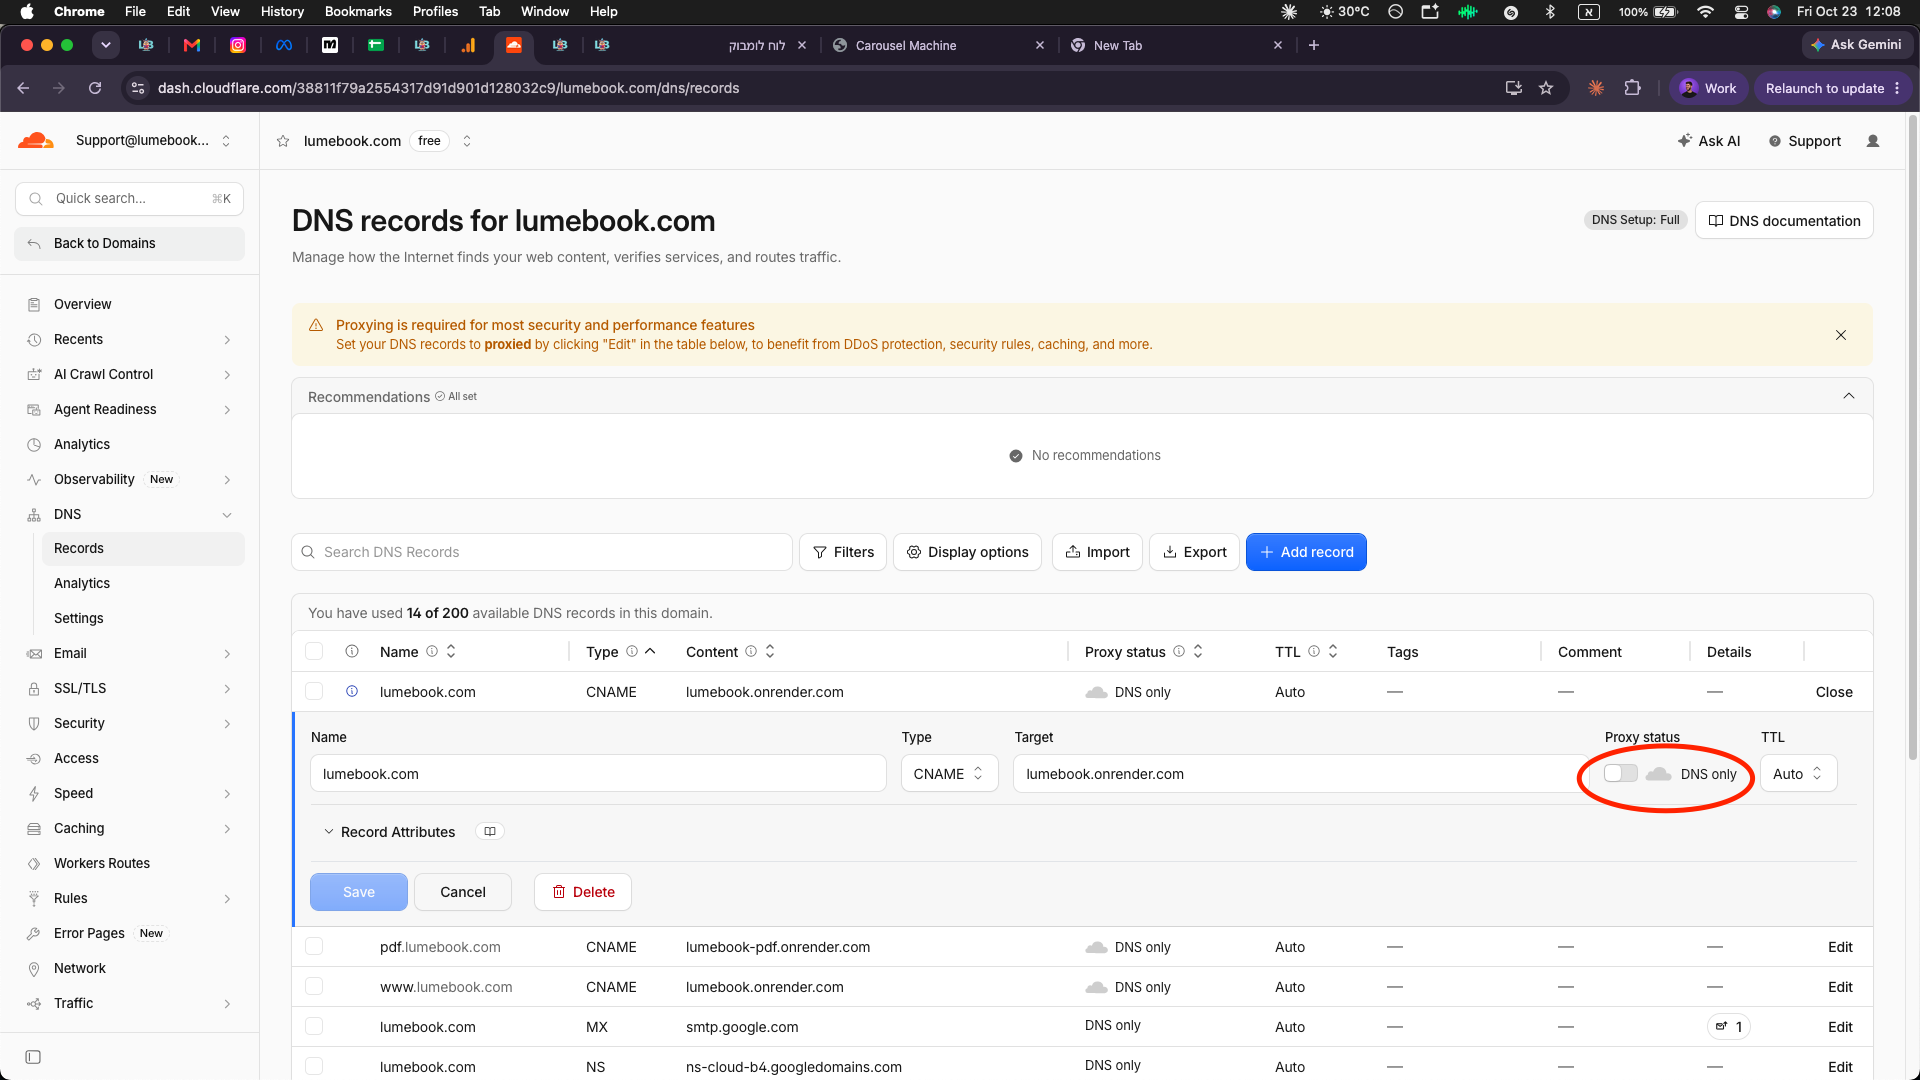 Chrome File Edit View History Bookmarks Profiles Tab Window Help 30°C א 100% Fri Oct 23 12:08
לוח לומבוק Carousel Machine New Tab Ask Gemini
dash.cloudflare.com/38811f79a2554317d91d901d128032c9/lumebook.com/dns/records Work Relaunch to update
Support@lumebook... lumebook.com free Ask AI Support
Quick search... ⌘K
Back to Domains
Overview
Recents
AI Crawl Control
Agent Readiness
Analytics
Observability New
DNS
Records
Analytics
Settings
Email
SSL/TLS
Security
Access
Speed
Caching
Workers Routes
Rules
Error Pages New
Network
Traffic
DNS records for lumebook.com
DNS Setup: Full DNS documentation
Manage how the Internet finds your web content, verifies services, and routes traffic.
Proxying is required for most security and performance features
Set your DNS records to proxied by clicking "Edit" in the table below, to benefit from DDoS protection, security rules, caching, and more.
Recommendations All set
No recommendations
Search DNS Records Filters Display options Import Export + Add record
You have used 14 of 200 available DNS records in this domain.
Name Type Content Proxy status TTL Tags Comment Details
lumebook.com CNAME lumebook.onrender.com DNS only Auto — — — Close
Name Type Target Proxy status TTL
lumebook.com CNAME lumebook.onrender.com DNS only Auto
Record Attributes
Save Cancel Delete
pdf.lumebook.com CNAME lumebook-pdf.onrender.com DNS only Auto — — — Edit
www.lumebook.com CNAME lumebook.onrender.com DNS only Auto — — — Edit
lumebook.com MX smtp.google.com DNS only Auto — — 1 Edit
lumebook.com NS ns-cloud-b4.googledomains.com DNS only Auto — — — Edit